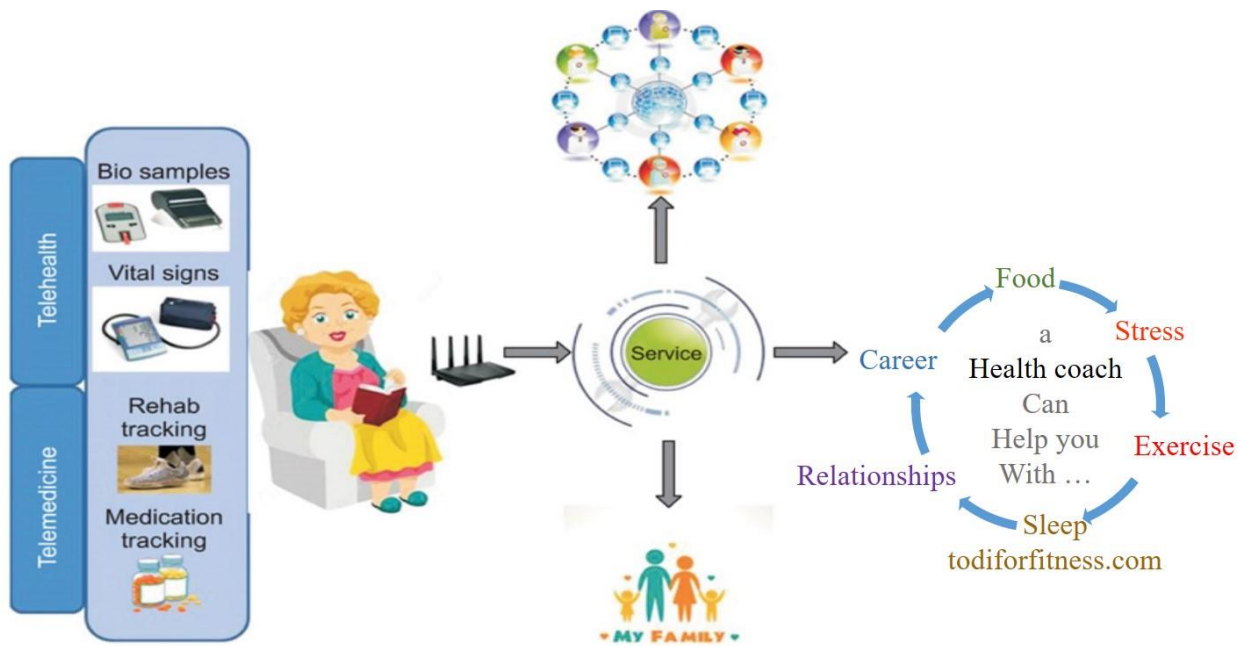 Telehealth
Telemedicine
Bio samples
Vital signs
Rehab
tracking
Medication
tracking
Service
MY FAMILY
Food
Stress
Exercise
Sleep
Relationships
Career
a
Health coach
Can
Help you
With …
todiforfitness.com